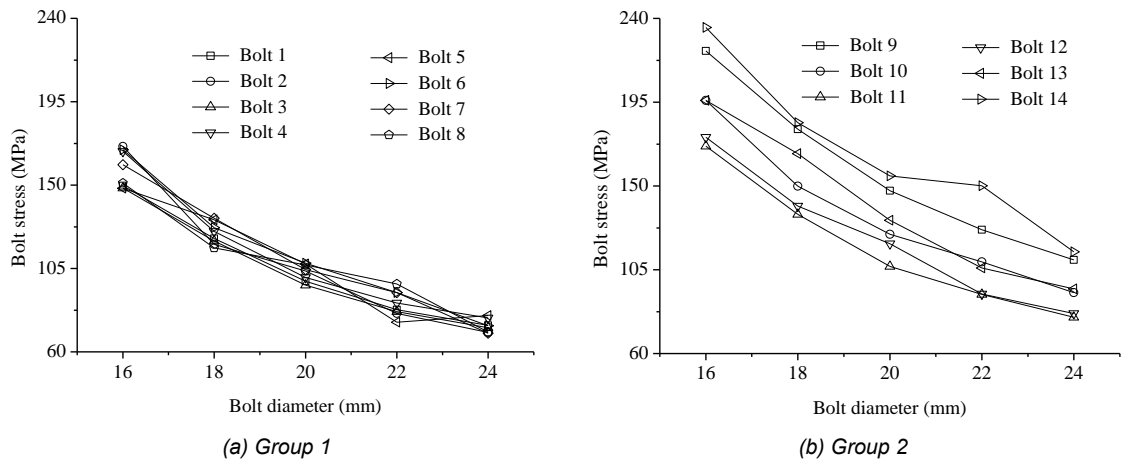 240
195
150
105
60
Bolt stress (MPa)
Bolt 1
Bolt 2
Bolt 3
Bolt 4
Bolt 5
Bolt 6
Bolt 7
Bolt 8
16 18 20 22 24
Bolt diameter (mm)
(a) Group 1
240
195
150
105
60
Bolt stress (MPa)
Bolt 9
Bolt 10
Bolt 11
Bolt 12
Bolt 13
Bolt 14
16 18 20 22 24
Bolt diameter (mm)
(b) Group 2